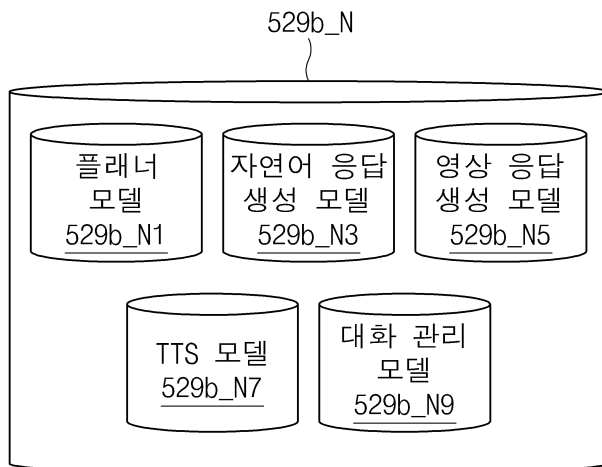 529b_N
플래너
모델
529b_N1
자연어 응답
생성 모델
529b_N3
영상 응답
생성 모델
529b_N5
TTS 모델
529b_N7
대화 관리
모델
529b_N9